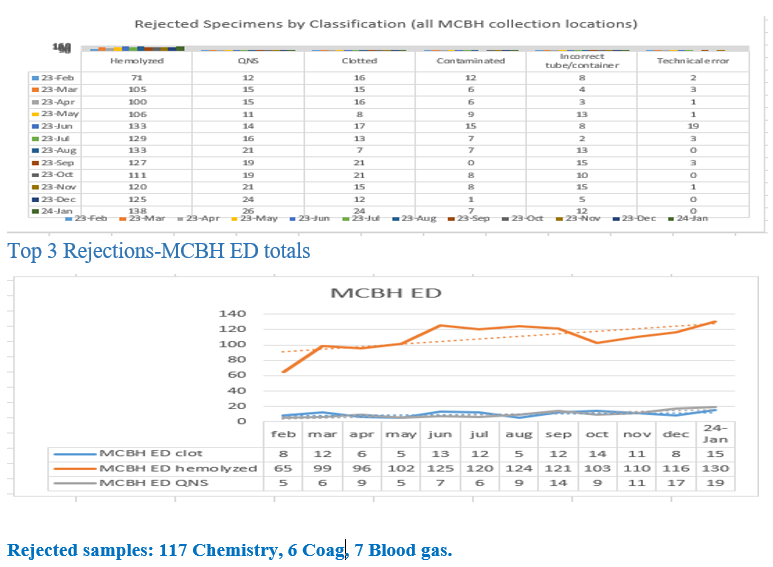 Rejected Specimens by Classification (all MCBH collection locations)
Hemolyzed QNS Clotted Contaminated Incorrect tube/container Technical error
23-Feb 71 12 16 12 8 2
23-Mar 105 15 15 6 4 3
23-Apr 100 15 16 6 3 1
23-May 106 11 8 9 13 1
23-Jun 133 14 17 15 8 19
23-Jul 129 16 13 7 2 3
23-Aug 133 21 7 7 13 0
23-Sep 127 19 21 0 15 3
23-Oct 111 19 21 8 10 0
23-Nov 120 21 15 8 15 1
23-Dec 125 24 12 1 5 0
24-Jan 138 26 24 7 12 0
23-Feb 23-Mar 23-Apr 23-May 23-Jun 23-Jul 23-Aug 23-Sep 23-Oct 23-Nov 23-Dec 24-Jan
Top 3 Rejections-MCBH ED totals
MCBH ED
140
120
100
80
60
40
20
0
feb mar apr may jun jul aug sep oct nov dec 24-Jan
MCBH ED clot 8 12 6 5 13 12 5 12 14 11 8 15
MCBH ED hemolyzed 65 99 96 102 125 120 124 121 103 110 116 130
MCBH ED QNS 5 6 9 5 7 6 9 14 9 11 17 19
Rejected samples: 117 Chemistry, 6 Coag, 7 Blood gas.